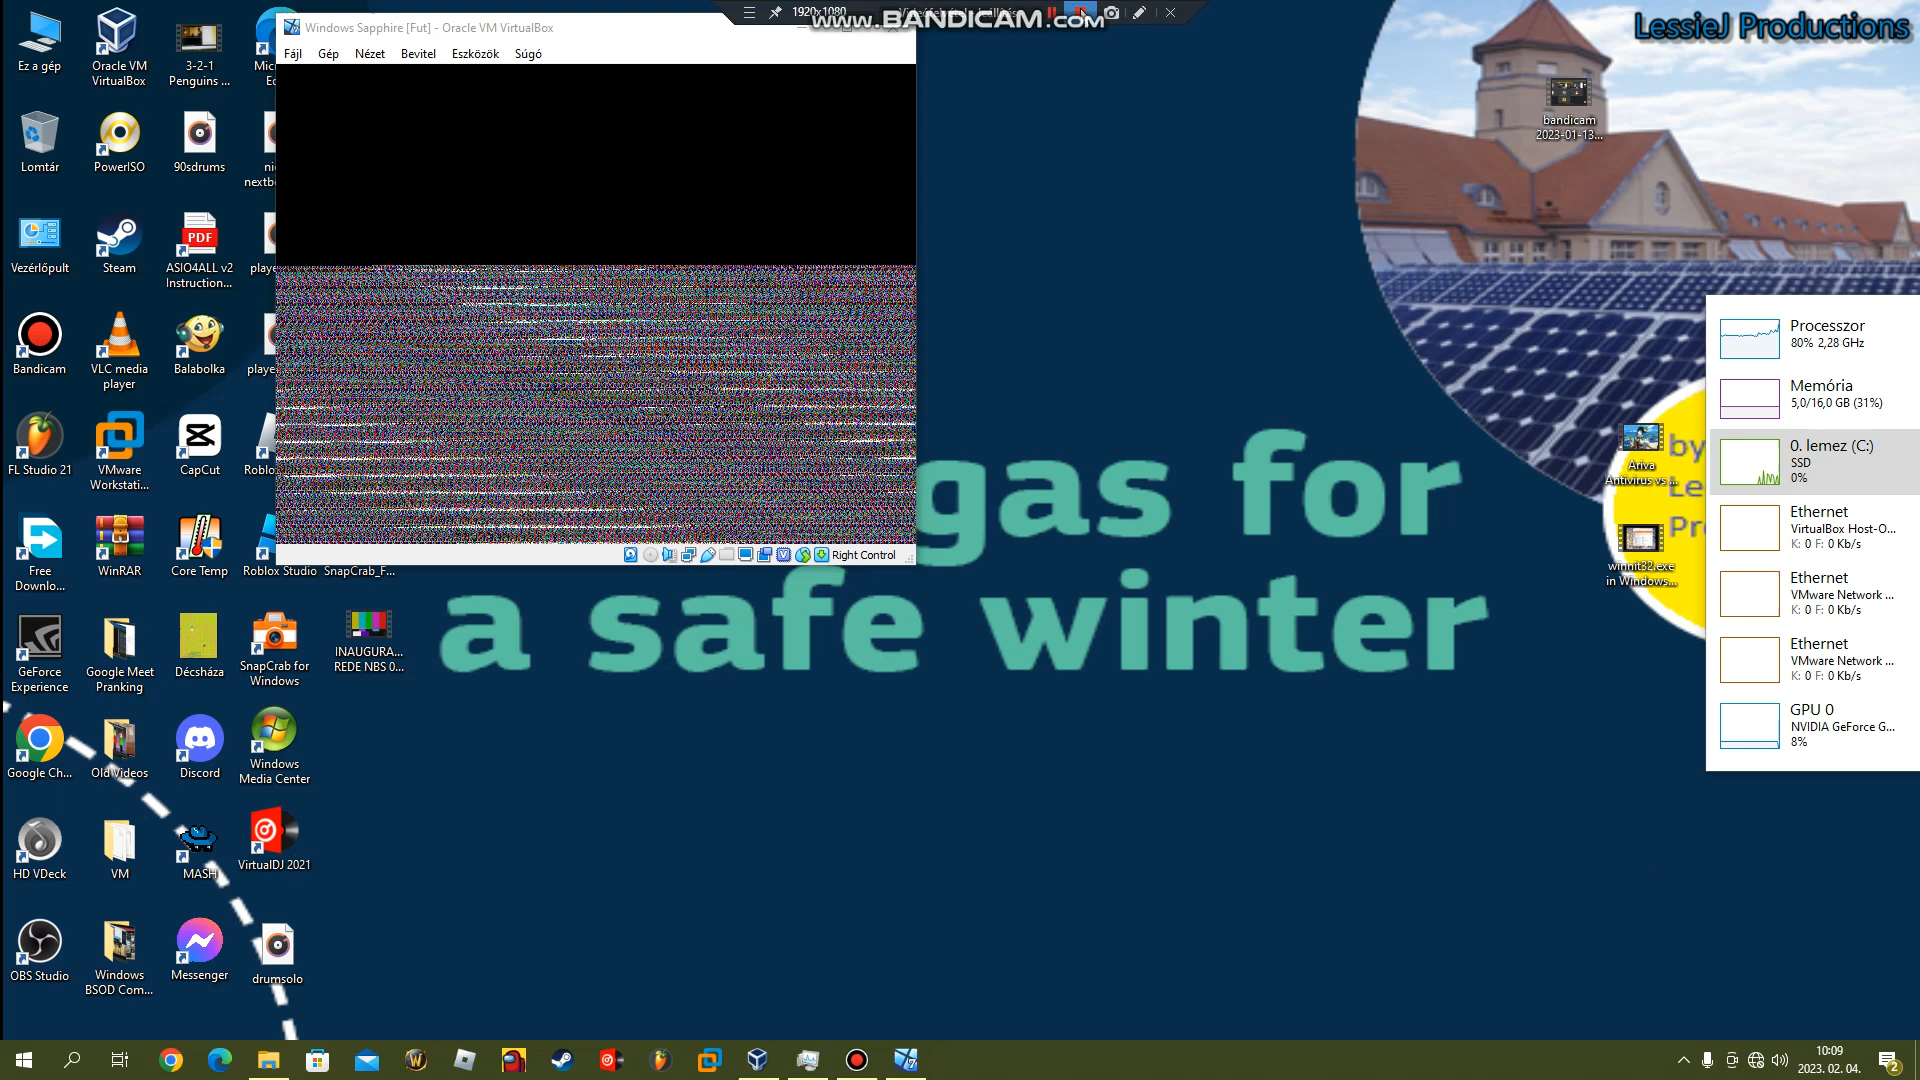 1920x1080
www.BANDICAM.com
LessieJ Productions
Windows Sapphire [Fut] - Oracle VM VirtualBox
Fájl Gép Nézet Bevitel Eszközök Súgó
Right Control
Ez a gép
Oracle VM
VirtualBox
3-2-1
Penguins ...
Lomtár
PowerISO
90sdrums
Vezérlőpult
Steam
ASIO4ALL v2
Instruction...
Bandicam
VLC media
player
Balabolka
FL Studio 21
VMware
Workstati...
CapCut
Free
Downlo...
WinRAR
Core Temp
Roblox Studio
SnapCrab_F...
GeForce
Experience
Google Meet
Pranking
Décsháza
SnapCrab for
Windows
INAUGURA...
REDE NBS 0...
Google Ch...
Old Videos
Discord
Windows
Media Center
HD VDeck
VM
MASH
VirtualDJ 2021
OBS Studio
Windows
BSOD Com...
Messenger
drumsolo
gas for
a safe winter
bandicam
2023-01-13...
Ariva
Antivirus vs ...
winnit32.exe
in Windows...
by
Le
Pr
Processzor
80% 2,28 GHz
Memória
5,0/16,0 GB (31%)
0. lemez (C:)
SSD
0%
Ethernet
VirtualBox Host-O...
K: 0 F: 0 Kb/s
Ethernet
VMware Network ...
K: 0 F: 0 Kb/s
Ethernet
VMware Network ...
K: 0 F: 0 Kb/s
GPU 0
NVIDIA GeForce G...
8%
10:09
2023. 02. 04.
2